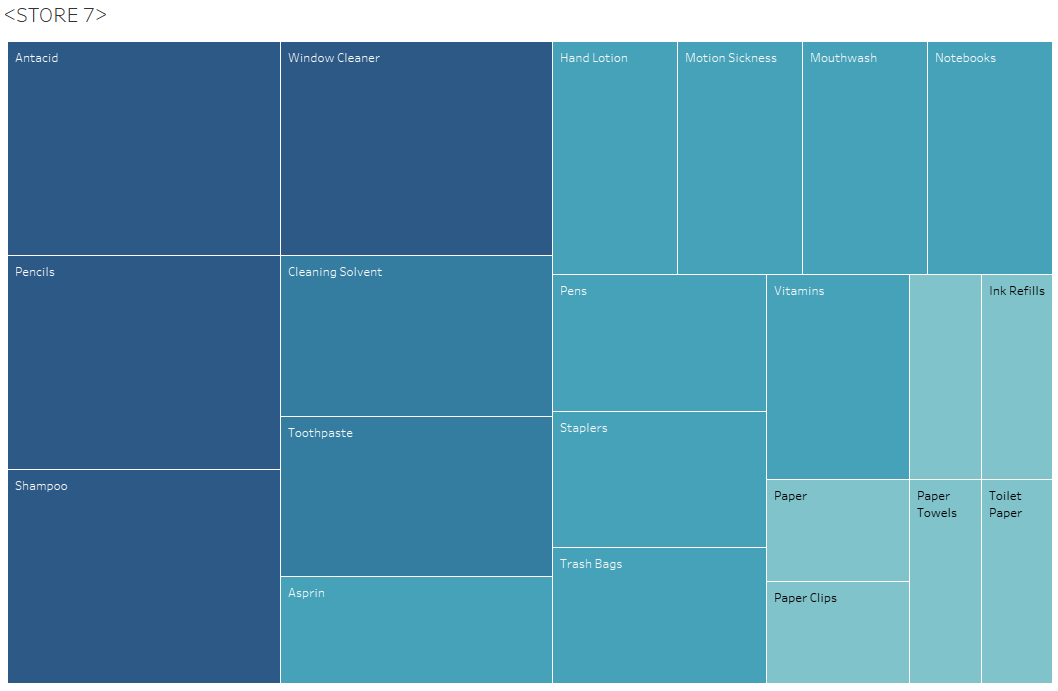 <STORE 7>
Antacid
Window Cleaner
Hand Lotion
Motion Sickness
Mouthwash
Notebooks
Pencils
Cleaning Solvent
Pens
Vitamins
Ink Refills
Staplers
Toothpaste
Shampoo
Paper
Paper
Towels
Toilet
Paper
Trash Bags
Asprin
Paper Clips